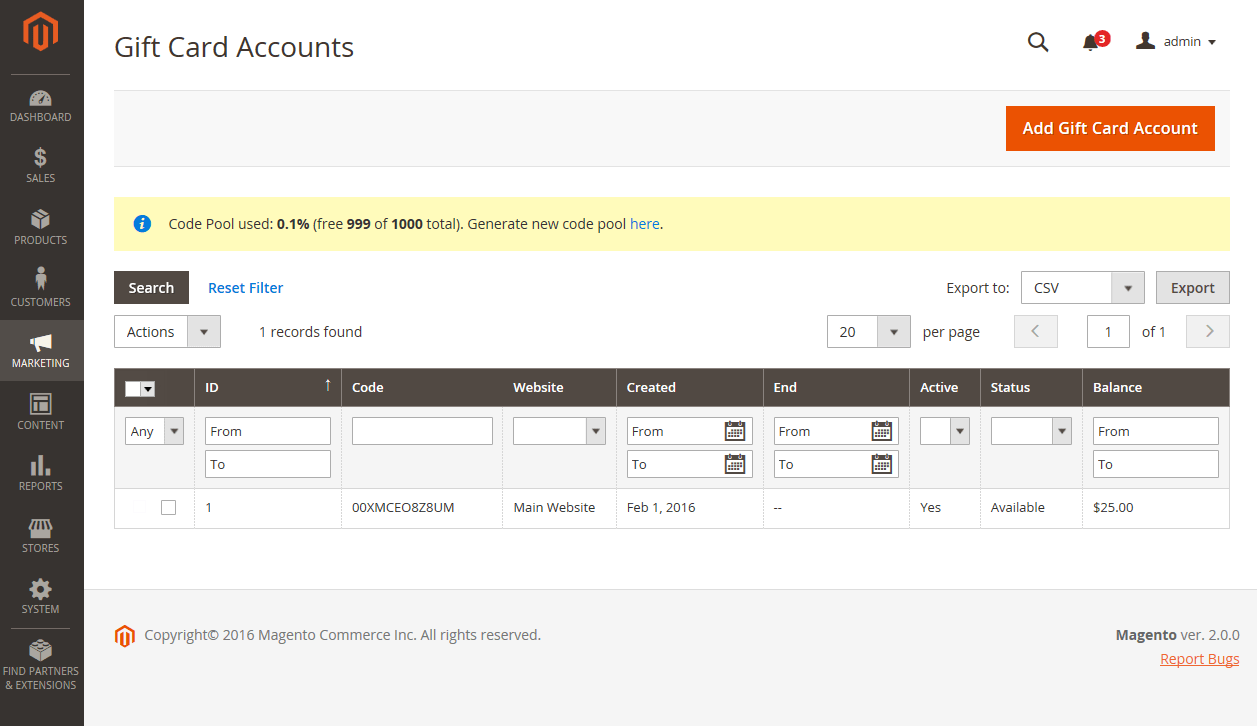 Gift Card Accounts
3
admin
DASHBOARD
SALES
PRODUCTS
CUSTOMERS
MARKETING
CONTENT
REPORTS
STORES
SYSTEM
FIND PARTNERS
& EXTENSIONS
Add Gift Card Account
Code Pool used: 0.1% (free 999 of 1000 total). Generate new code pool here.
Search Reset Filter Export to: CSV Export
Actions 1 records found 20 per page 1 of 1
ID ↑ Code Website Created End Active Status Balance
Any From From From From
To To To To
1 00XMCEO8Z8UM Main Website Feb 1, 2016 -- Yes Available $25.00
Copyright© 2016 Magento Commerce Inc. All rights reserved. Magento ver. 2.0.0
Report Bugs